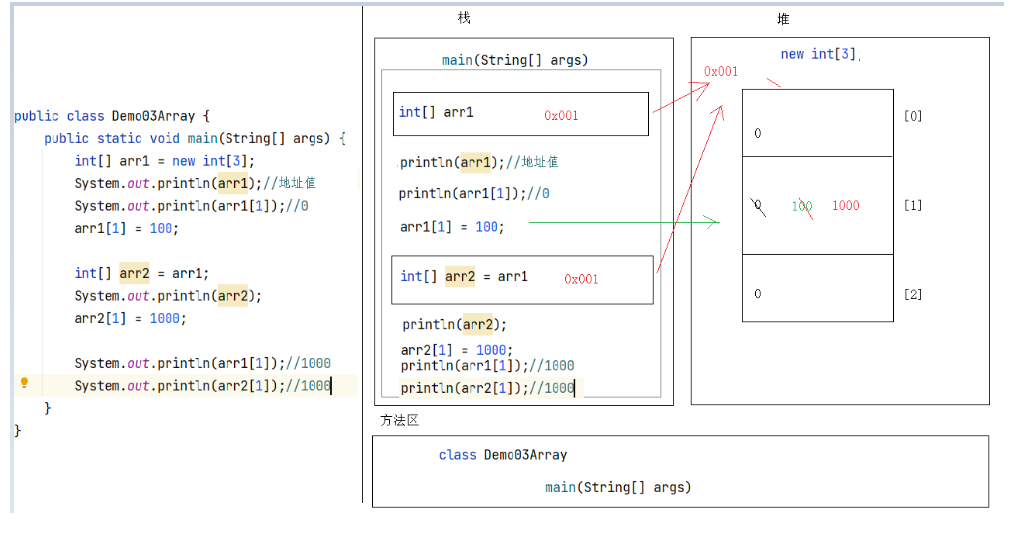 public class Demo03Array {
public static void main(String[] args) {
int[] arr1 = new int[3];
System.out.println(arr1);//地址值
System.out.println(arr1[1]);//0
arr1[1] = 100;
int[] arr2 = arr1;
System.out.println(arr2);
arr2[1] = 1000;
System.out.println(arr1[1]);//1000
System.out.println(arr2[1]);//1000
}
}
栈
main(String[] args)
int[] arr1 0x001
println(arr1);//地址值
println(arr1[1]);//0
arr1[1] = 100;
int[] arr2 = arr1 0x001
println(arr2);
arr2[1] = 1000;
println(arr1[1]);//1000
println(arr2[1]);//1000
堆
new int[3];
0x001
0 [0]
0 100 1000 [1]
0 [2]
方法区
class Demo03Array
main(String[] args)